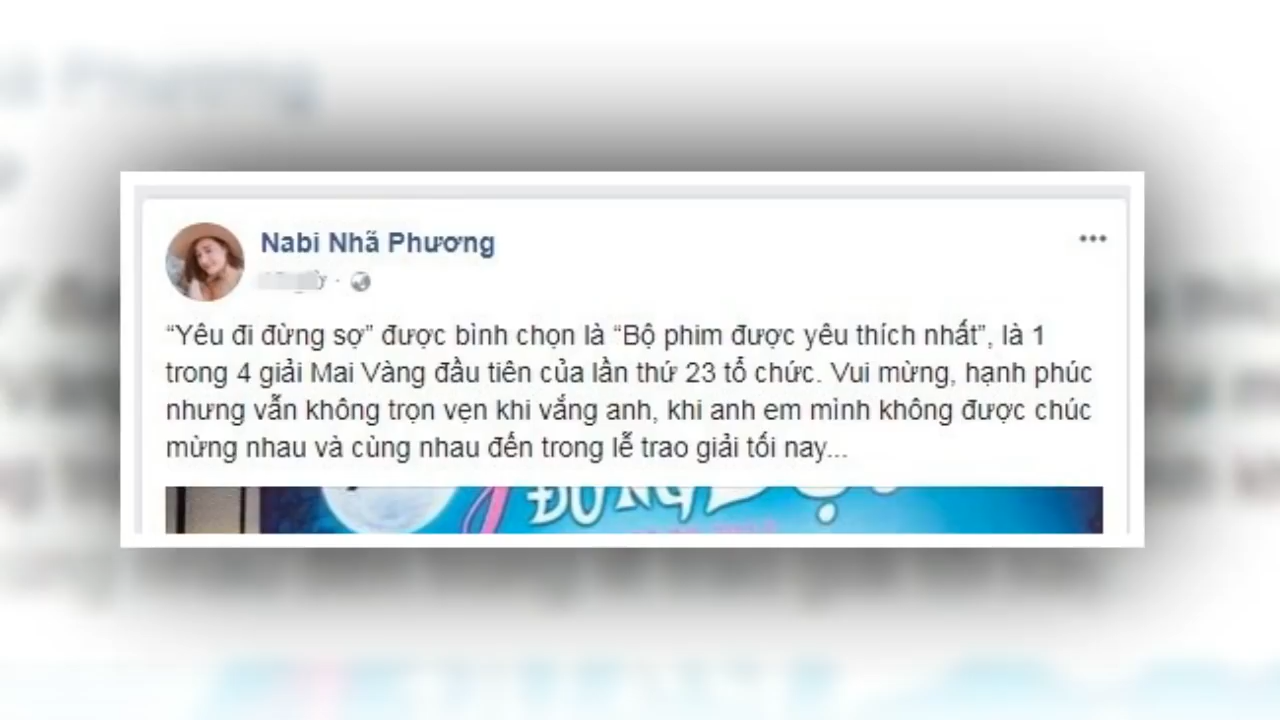 Nabi Nhã Phương
“Yêu đi đừng sợ” được bình chọn là “Bộ phim được yêu thích nhất”, là 1
trong 4 giải Mai Vàng đầu tiên của lần thứ 23 tổ chức. Vui mừng, hạnh phúc
nhưng vẫn không trọn vẹn khi vắng anh, khi anh em mình không được chúc
mừng nhau và cùng nhau đến trong lễ trao giải tối nay...